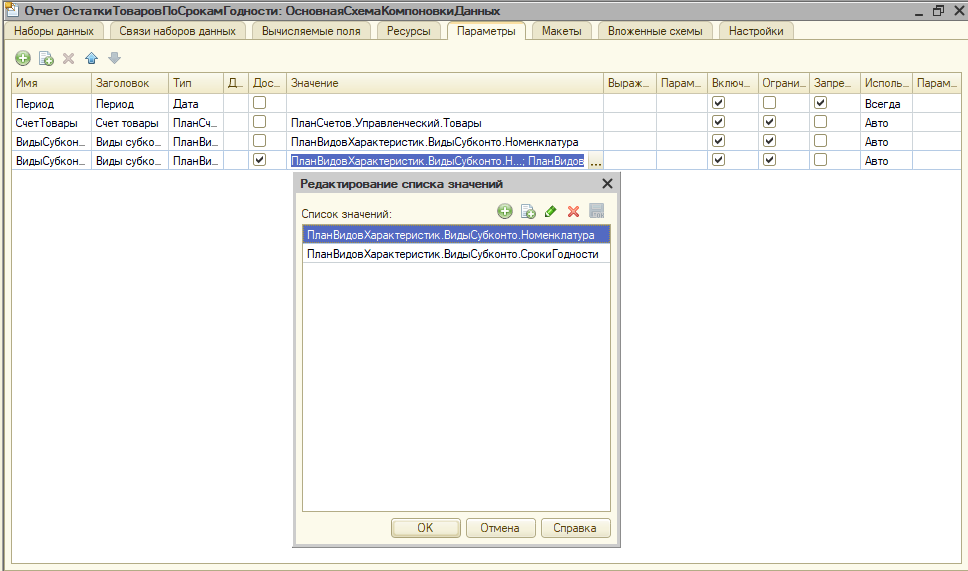 Отчет ОстаткиТоваровПоСрокамГодности: ОсновнаяСхемаКомпоновкиДанных
Наборы данных Связи наборов данных Вычисляемые поля Ресурсы Параметры Макеты Вложенные схемы Настройки
Имя Заголовок Тип Д... Дос... Значение Выраж... Парам... Включ... Ограни... Запре... Исполь... Парам...
Период Период Дата Всегда
СчетТовары Счет товары ПланСч... ПланСчетов.Управленческий.Товары Авто
ВидыСубкон... Виды субко... ПланВи... ПланВидовХарактеристик.ВидыСубконто.Номенклатура Авто
ВидыСубкон... Виды субко... ПланВи... ПланВидовХарактеристик.ВидыСубконто.Н...; ПланВидов ... Авто
Редактирование списка значений
Список значений:
ПланВидовХарактеристик.ВидыСубконто.Номенклатура
ПланВидовХарактеристик.ВидыСубконто.СрокиГодности
OK Отмена Справка